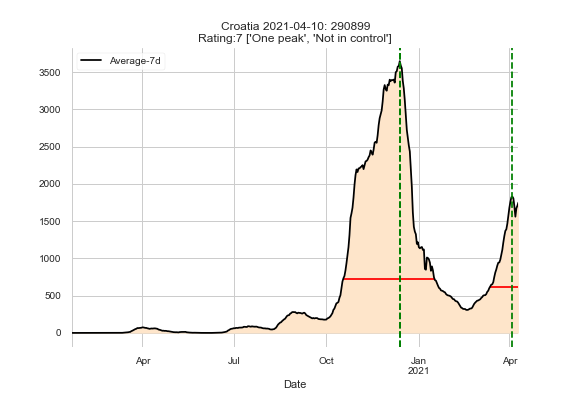 Croatia 2021-04-10: 290899
Rating:7 ['One peak', 'Not in control']
Average-7d
3500
3000
2500
2000
1500
1000
500
0
Apr
Jul
Oct
Jan
2021
Apr
Date